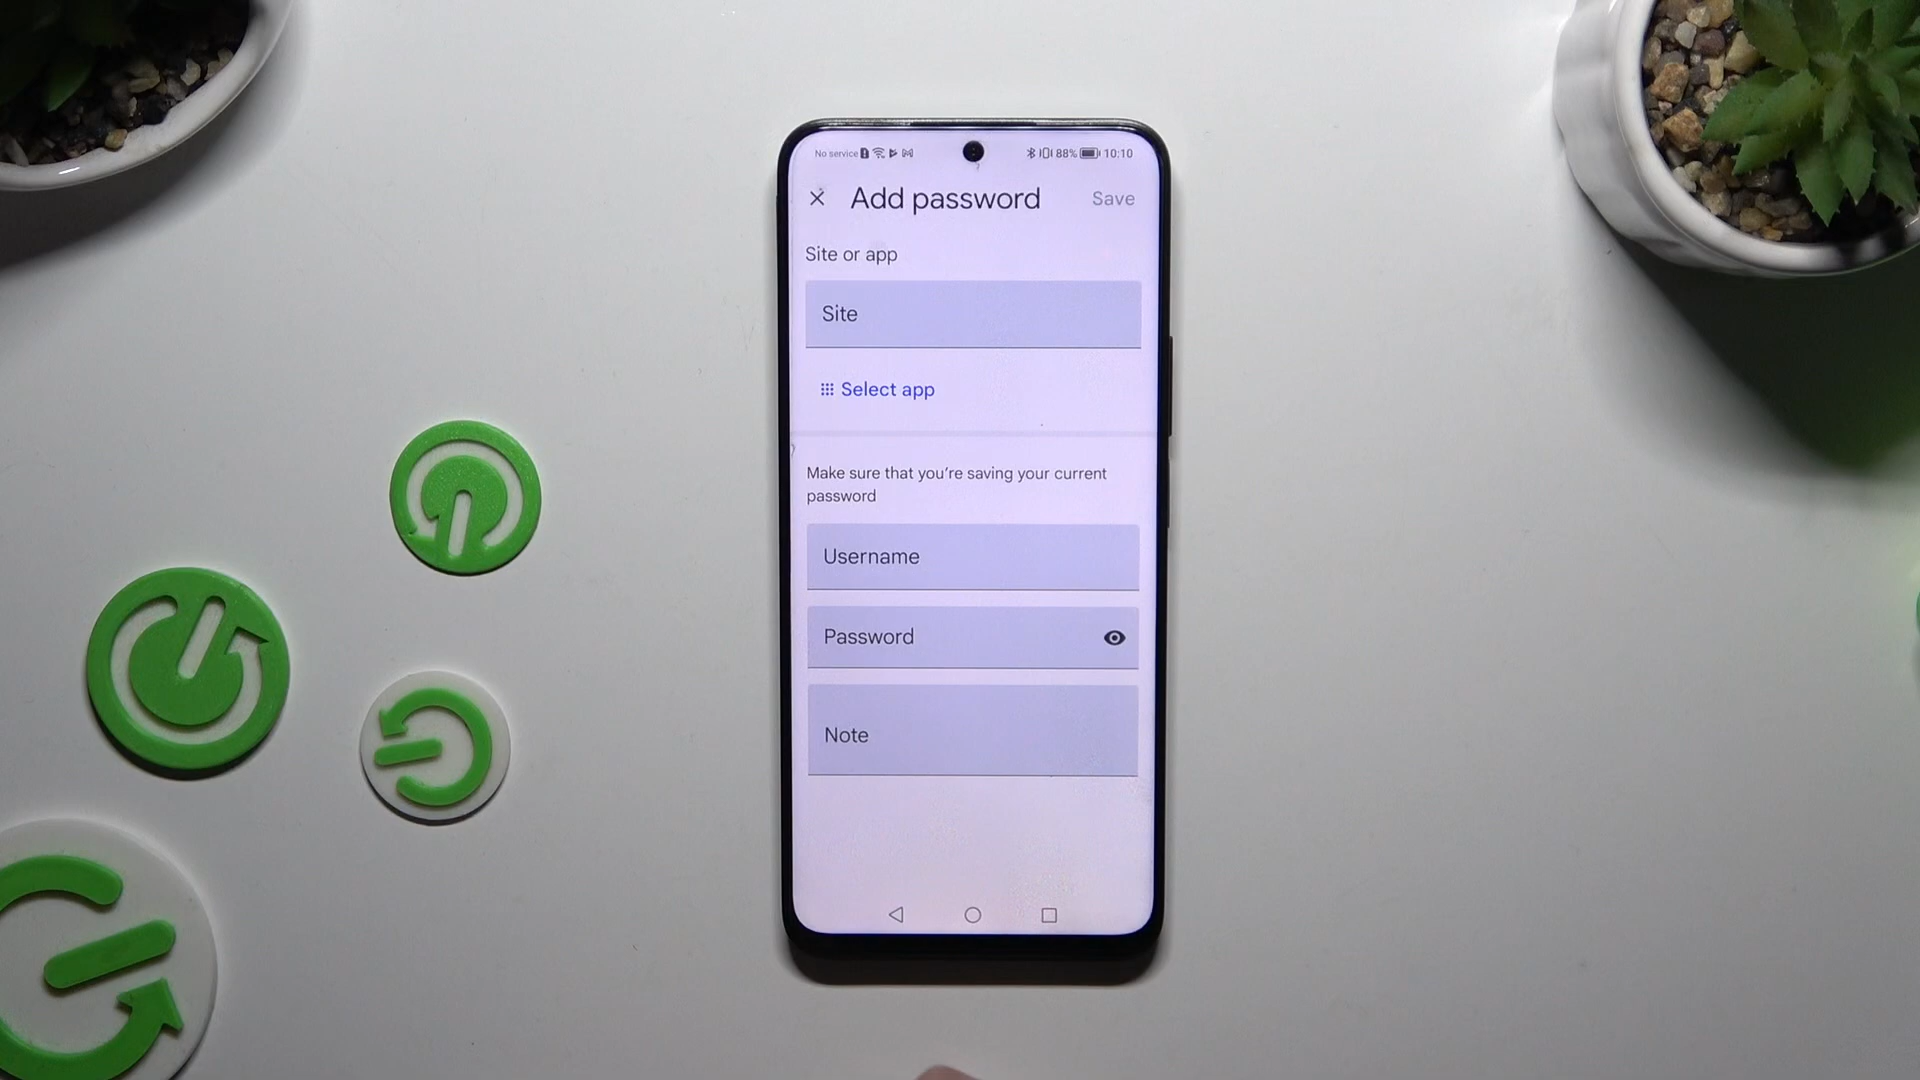 No service 88% 10:10
Add password Save
Site or app
Site
Select app
Make sure that you're saving your current
password
Username
Password
Note